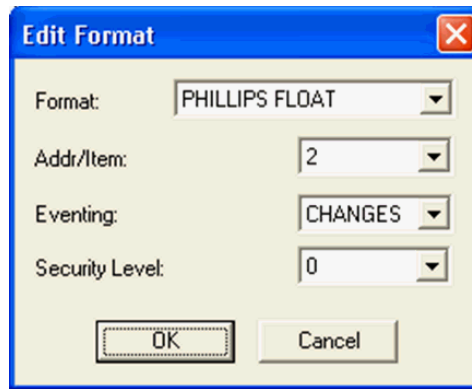 Edit Format
Format: PHILLIPS FLOAT
Addr/Item: 2
Eventing: CHANGES
Security Level: 0
OK Cancel